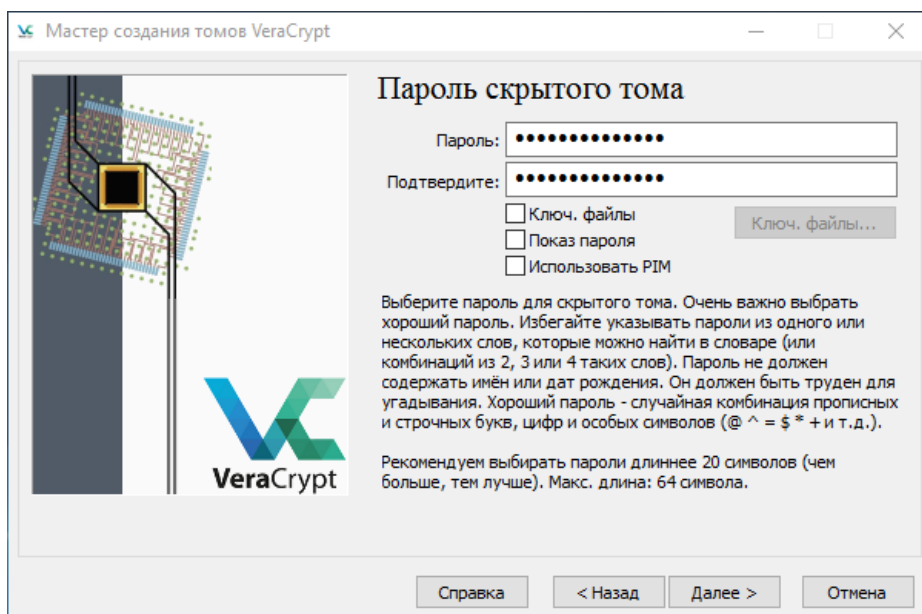 Мастер создания томов VeraCrypt
Пароль скрытого тома
Пароль: ••••••••••••••
Подтвердите: ••••••••••••••
Ключ. файлы
Ключ. файлы...
Показ пароля
Использовать PIM
Выберите пароль для скрытого тома. Очень важно выбрать
хороший пароль. Избегайте указывать пароли из одного или
нескольких слов, которые можно найти в словаре (или
комбинаций из 2, 3 или 4 таких слов). Пароль не должен
содержать имён или дат рождения. Он должен быть труден для
угадывания. Хороший пароль - случайная комбинация прописных
и строчных букв, цифр и особых символов (@ ^ = $ * + и т.д.).
Рекомендуем выбирать пароли длиннее 20 символов (чем
больше, тем лучше). Макс. длина: 64 символа.
VeraCrypt
Справка
< Назад
Далее >
Отмена